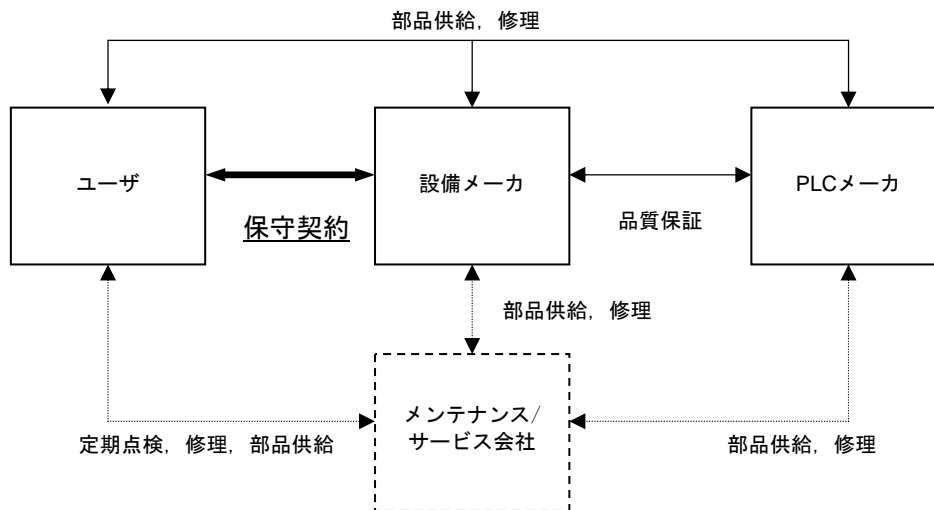 部品供給，修理
ユーザ
設備メーカ
PLCメーカ
保守契約
品質保証
部品供給，修理
メンテナンス/
サービス会社
定期点検，修理，部品供給
部品供給，修理